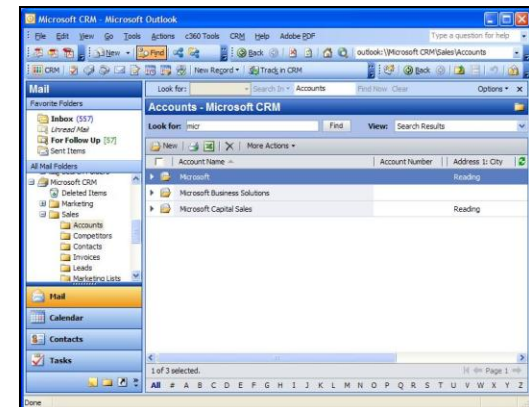 Microsoft CRM - Microsoft Outlook
File Edit View Go Tools Actions c360 Tools CRM Help Adobe PDF Type a question for help
New Find Back outlook:\\Microsoft CRM\Sales\Accounts
CRM New Record Track in CRM Back
Mail
Look for: Search In Accounts Find Now Clear Options
Favorite Folders
Inbox (557)
Unread Mail
For Follow Up [57]
Sent Items
All Mail Folders
Microsoft CRM
Deleted Items
Marketing
Sales
Accounts
Competitors
Contacts
Invoices
Leads
Marketing Lists
Mail
Calendar
Contacts
Tasks
Accounts - Microsoft CRM
Look for: micr Find View: Search Results
New More Actions
Account Name Account Number Address 1: City
Microsoft Reading
Microsoft Business Solutions
Microsoft Capital Sales Reading
1 of 3 selected. Page 1
All # A B C D E F G H I J K L M N O P Q R S T U V W X Y Z
Done